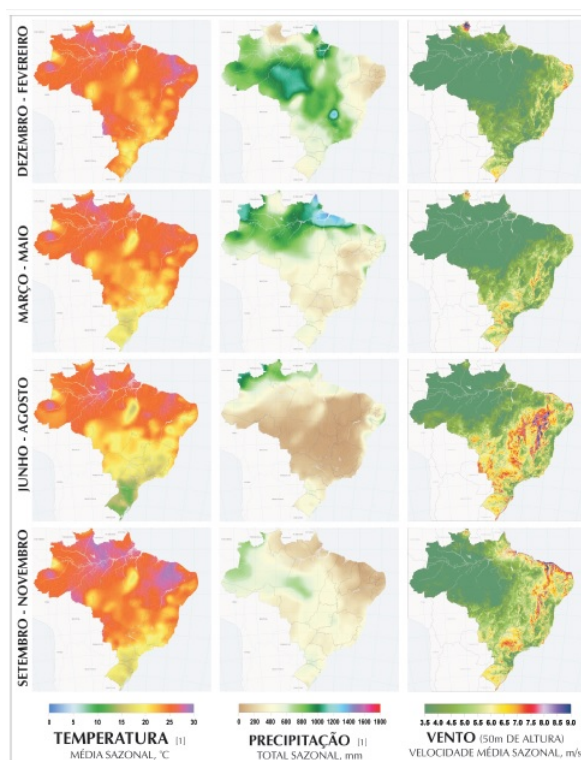 DEZEMBRO - FEVEREIRO
MARÇO - MAIO
JUNHO - AGOSTO
SETEMBRO - NOVEMBRO
0 5 10 15 20 25 30
TEMPERATURA [1]
MÉDIA SAZONAL, °C
0 200 400 600 800 1000 1200 1400 1600 1800
PRECIPITAÇÃO [1]
TOTAL SAZONAL, mm
3.5 4.0 4.5 5.0 5.5 6.0 6.5 7.0 7.5 8.0 8.5 9.0
VENTO (50m DE ALTURA)
VELOCIDADE MÉDIA SAZONAL, m/s